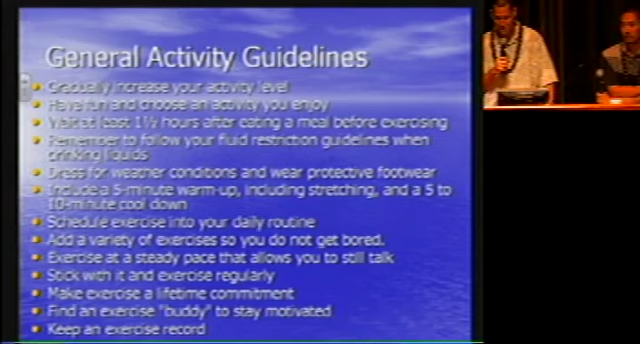 General Activity Guidelines
Gradually increase your activity level
Have fun and choose an activity you enjoy
Wait at least 1½ hours after eating a meal before exercising
Remember to follow your fluid restriction guidelines when
drinking liquids
Dress for weather conditions and wear protective footwear
Include a 5-minute warm-up, including stretching, and a 5 to
10-minute cool down
Schedule exercise into your daily routine
Add a variety of exercises so you do not get bored.
Exercise at a steady pace that allows you to still talk
Stick with it and exercise regularly
Make exercise a lifetime commitment
Find an exercise "buddy" to stay motivated
Keep an exercise record